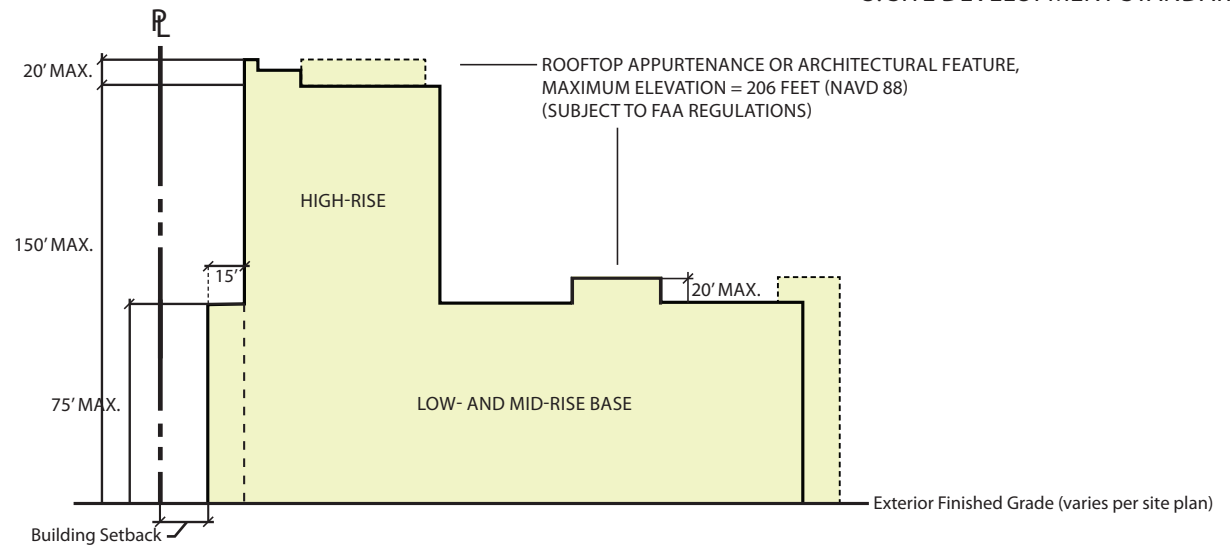 PL
20' MAX.
ROOFTOP APPURTENANCE OR ARCHITECTURAL FEATURE,
MAXIMUM ELEVATION = 206 FEET (NAVD 88)
(SUBJECT TO FAA REGULATIONS)
HIGH-RISE
150' MAX.
15'
20' MAX.
75' MAX.
LOW- AND MID-RISE BASE
Exterior Finished Grade (varies per site plan)
Building Setback